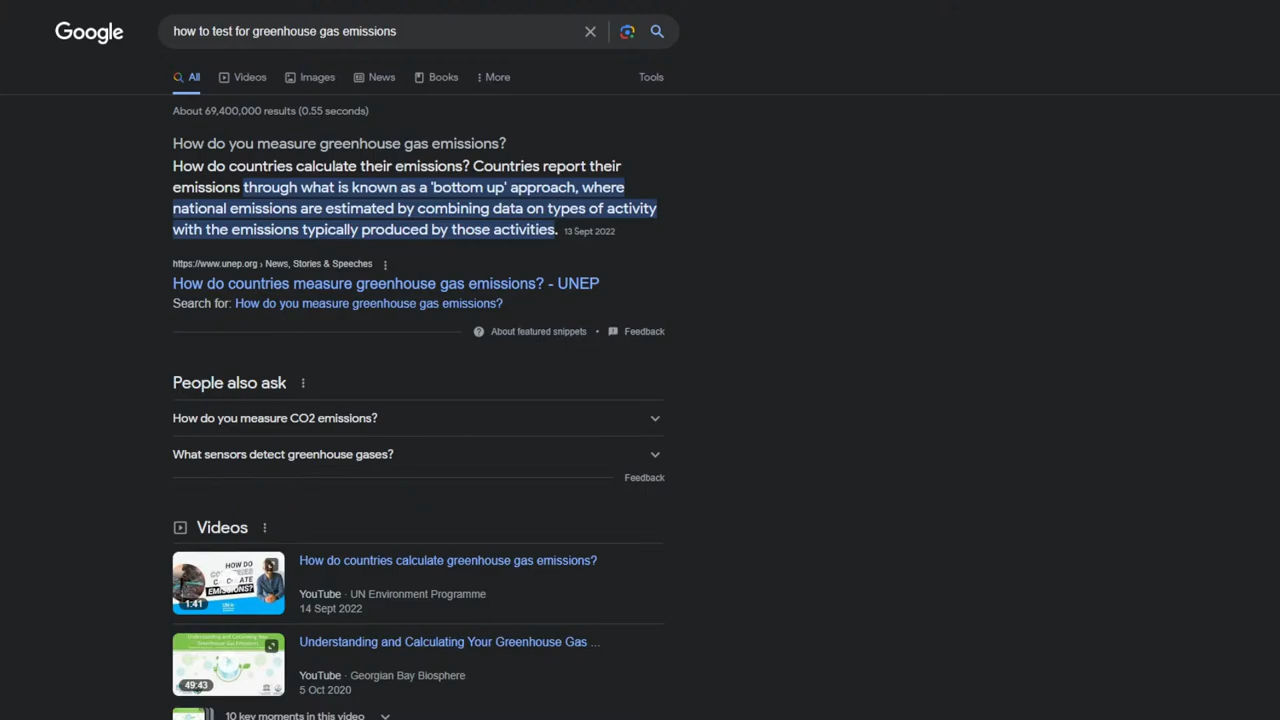 Google
how to test for greenhouse gas emissions
All
Videos
Images
News
Books
More
Tools
About 69,400,000 results (0.55 seconds)
How do you measure greenhouse gas emissions?
How do countries calculate their emissions? Countries report their
emissions through what is known as a 'bottom up' approach, where
national emissions are estimated by combining data on types of activity
with the emissions typically produced by those activities. 13 Sept 2022
https://www.unep.org › News, Stories & Speeches
How do countries measure greenhouse gas emissions? - UNEP
Search for: How do you measure greenhouse gas emissions?
About featured snippets • Feedback
People also ask
How do you measure CO2 emissions?
What sensors detect greenhouse gases?
Feedback
Videos
HOW DO
EMISSIONS?
1:41
How do countries calculate greenhouse gas emissions?
YouTube · UN Environment Programme
14 Sept 2022
49:43
Understanding and Calculating Your Greenhouse Gas ...
YouTube · Georgian Bay Biosphere
5 Oct 2020
10 key moments in this video